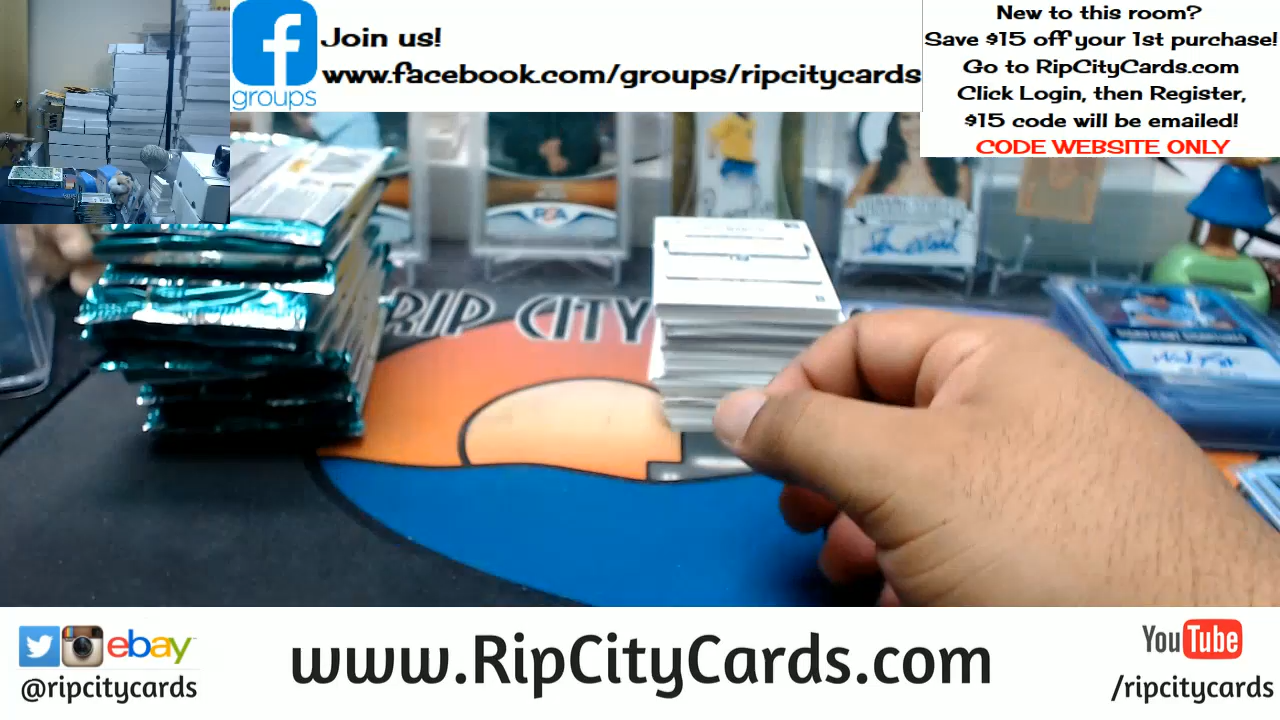 Join us!
www.facebook.com/groups/ripcitycards
groups
New to this room?
Save $15 off your 1st purchase!
Go to RipCityCards.com
Click Login, then Register,
$15 code will be emailed!
CODE WEBSITE ONLY
RIP CITY
ebay
@ripcitycards
www.RipCityCards.com
YouTube
/ripcitycards